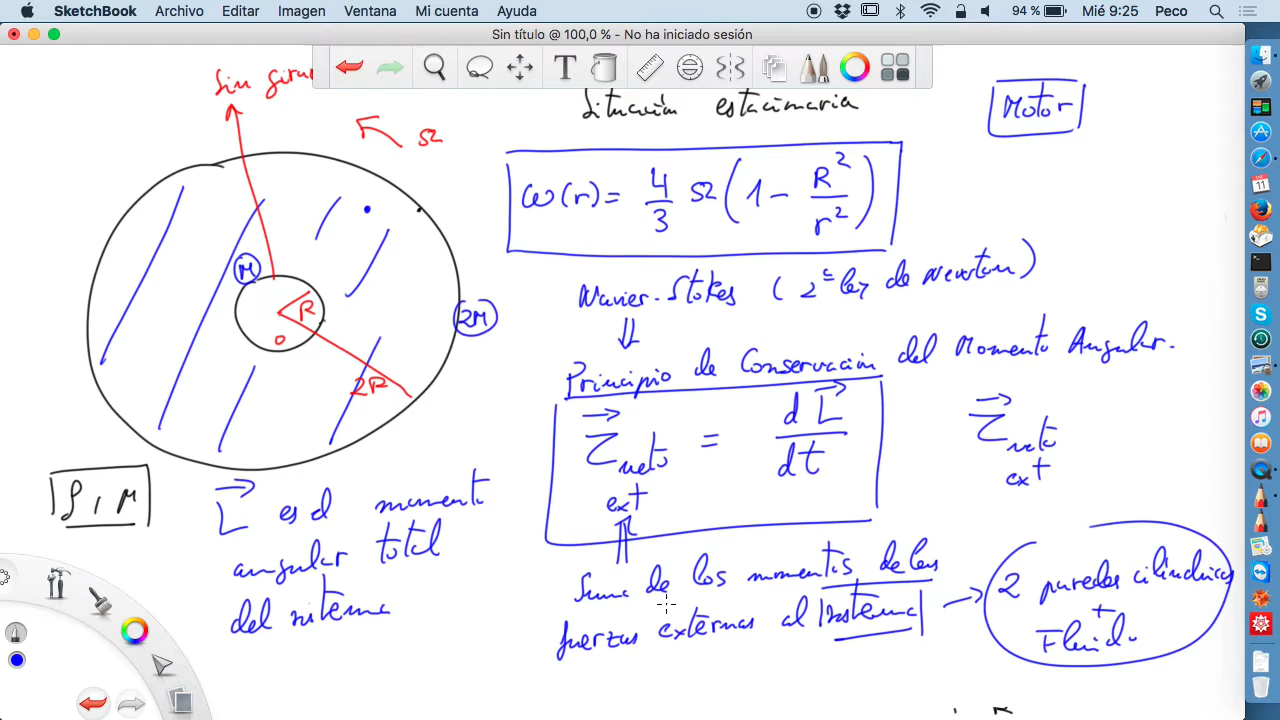 SketchBook Archivo Editar Imagen Ventana Mi cuenta Ayuda 94 % Mié 9:25 Peco
Sin título @ 100,0 % - No ha iniciado sesión
Sin girar
Situación estacionaria
Motor
Ω
ω(r) = 4/3 Ω (1 - R²/r²)
M
R
2M
0
2R
Navier-Stokes (2ª ley de Newton)
⇓
Principio de Conservación del Momento Angular.
τ⃗ neto ext = dL⃗/dt
τ⃗ neto ext
ρ, μ
L⃗ es el momento
angular total
del sistema
Suma de los momentos de las
fuerzas externas al sistema → 2 paredes cilíndricas
+
Fluido